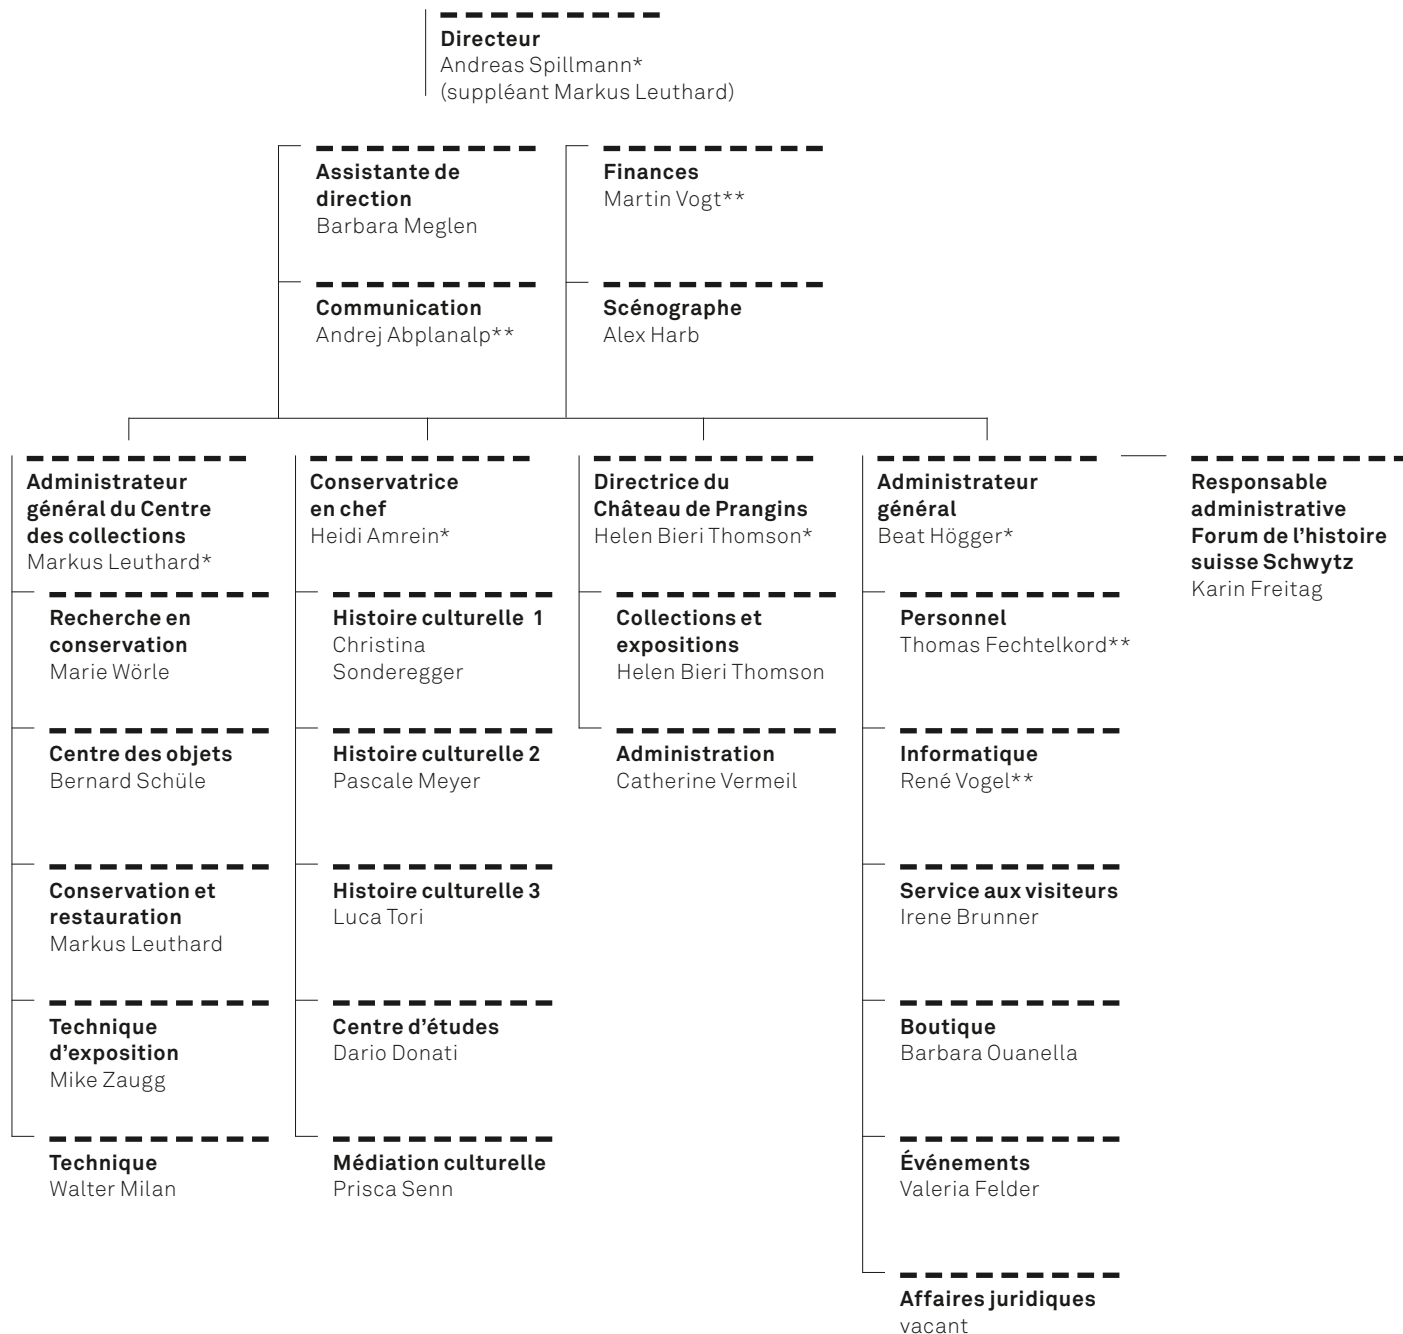 Directeur
Andreas Spillmann*
(suppléant Markus Leuthard)
Assistante de
direction
Barbara Meglen
Finances
Martin Vogt**
Communication
Andrej Abplanalp**
Scénographe
Alex Harb
Administrateur
général du Centre
des collections
Markus Leuthard*
Recherche en
conservation
Marie Wörle
Centre des objets
Bernard Schüle
Conservation et
restauration
Markus Leuthard
Technique
d’exposition
Mike Zaugg
Technique
Walter Milan
Conservatrice
en chef
Heidi Amrein*
Histoire culturelle 1
Christina
Sonderegger
Histoire culturelle 2
Pascale Meyer
Histoire culturelle 3
Luca Tori
Centre d’études
Dario Donati
Médiation culturelle
Prisca Senn
Directrice du
Château de Prangins
Helen Bieri Thomson*
Collections et
expositions
Helen Bieri Thomson
Administration
Catherine Vermeil
Administrateur
général
Beat Högger*
Personnel
Thomas Fechtelkord**
Informatique
René Vogel**
Service aux visiteurs
Irene Brunner
Boutique
Barbara Quanella
Événements
Valeria Felder
Affaires juridiques
vacant
Responsable
administrative
Forum de l’histoire
suisse Schwytz
Karin Freitag